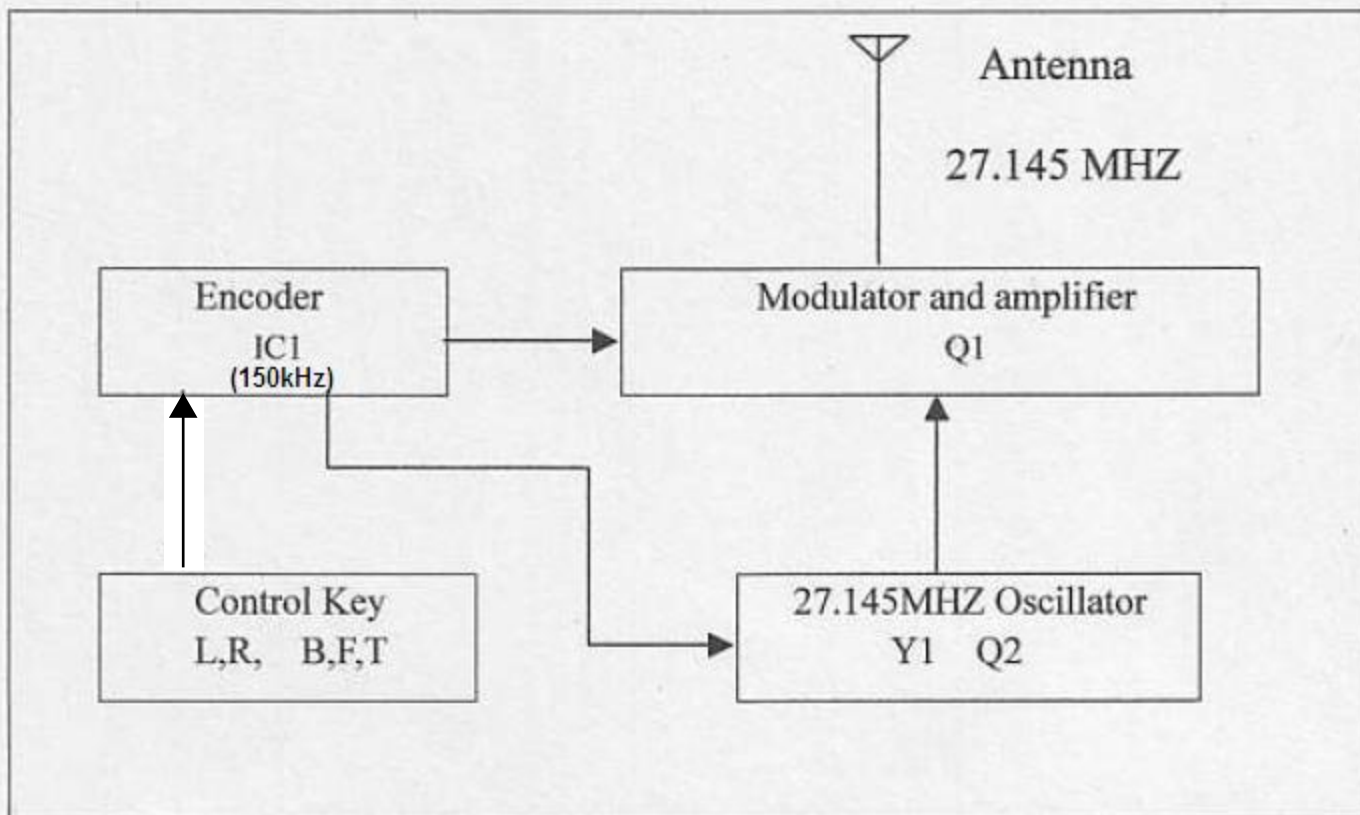 Antenna
27.145 MHZ
Encoder
IC1
(150kHz)
Modulator and amplifier
Q1
Control Key
L,R, B,F,T
27.145MHZ Oscillator
Y1 Q2